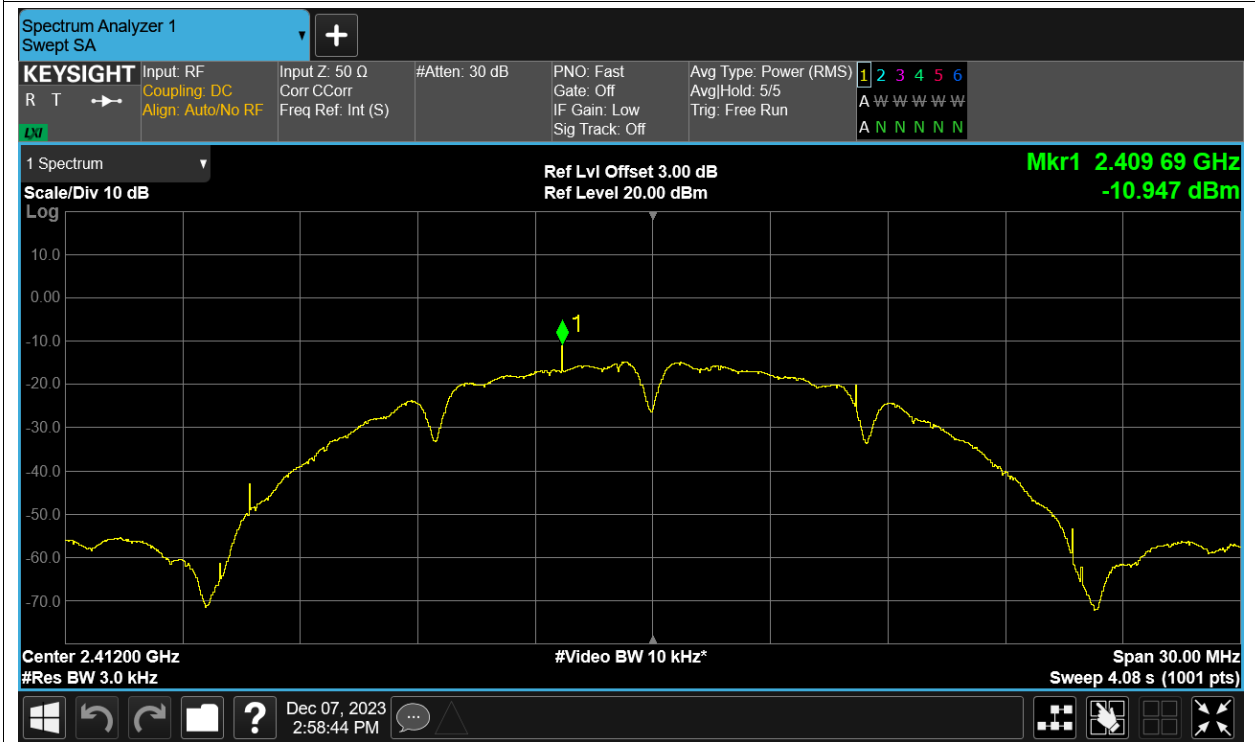 Spectrum Analyzer 1
Swept SA
KEYSIGHT
R T
LXI
Input: RF
Coupling: DC
Align: Auto/No RF
Input Z: 50 Ω
Corr CCorr
Freq Ref: Int (S)
#Atten: 30 dB
PNO: Fast
Gate: Off
IF Gain: Low
Sig Track: Off
Avg Type: Power (RMS)
Avg|Hold: 5/5
Trig: Free Run
1 2 3 4 5 6
A W W W W W
A N N N N N
1 Spectrum
Scale/Div 10 dB
Log
Ref Lvl Offset 3.00 dB
Ref Level 20.00 dBm
Mkr1 2.409 69 GHz
-10.947 dBm
10.0
0.00
-10.0
-20.0
-30.0
-40.0
-50.0
-60.0
-70.0
1
Center 2.41200 GHz
#Res BW 3.0 kHz
#Video BW 10 kHz*
Span 30.00 MHz
Sweep 4.08 s (1001 pts)
?
Dec 07, 2023
2:58:44 PM